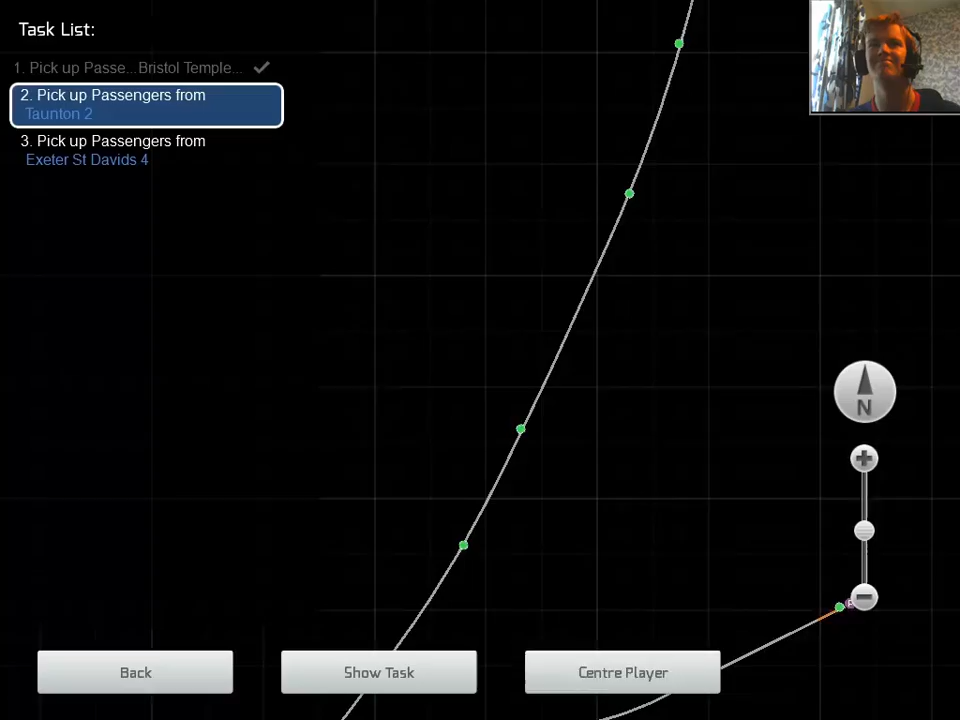 Task List:
1. Pick up Passe...Bristol Temple...
2. Pick up Passengers from
Taunton 2
3. Pick up Passengers from
Exeter St Davids 4
N
Back
Show Task
Centre Player